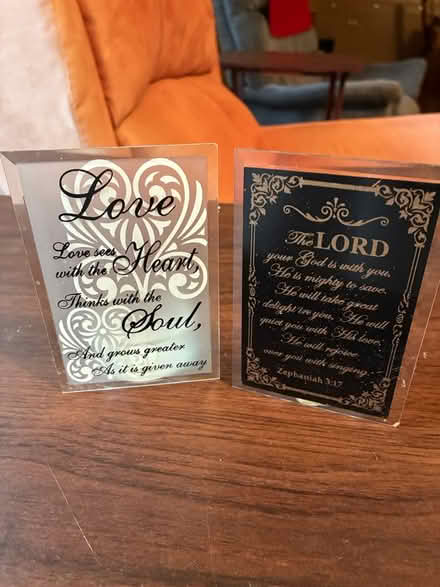 Love
Love sees
with the Heart,
Thinks with the
Soul,
And grows greater
As it is given away
The LORD
your God is with you,
He is mighty to save.
He will take great
delight in you, He will
quiet you with His love,
He will rejoice
over you with singing.
Zephaniah 3:17